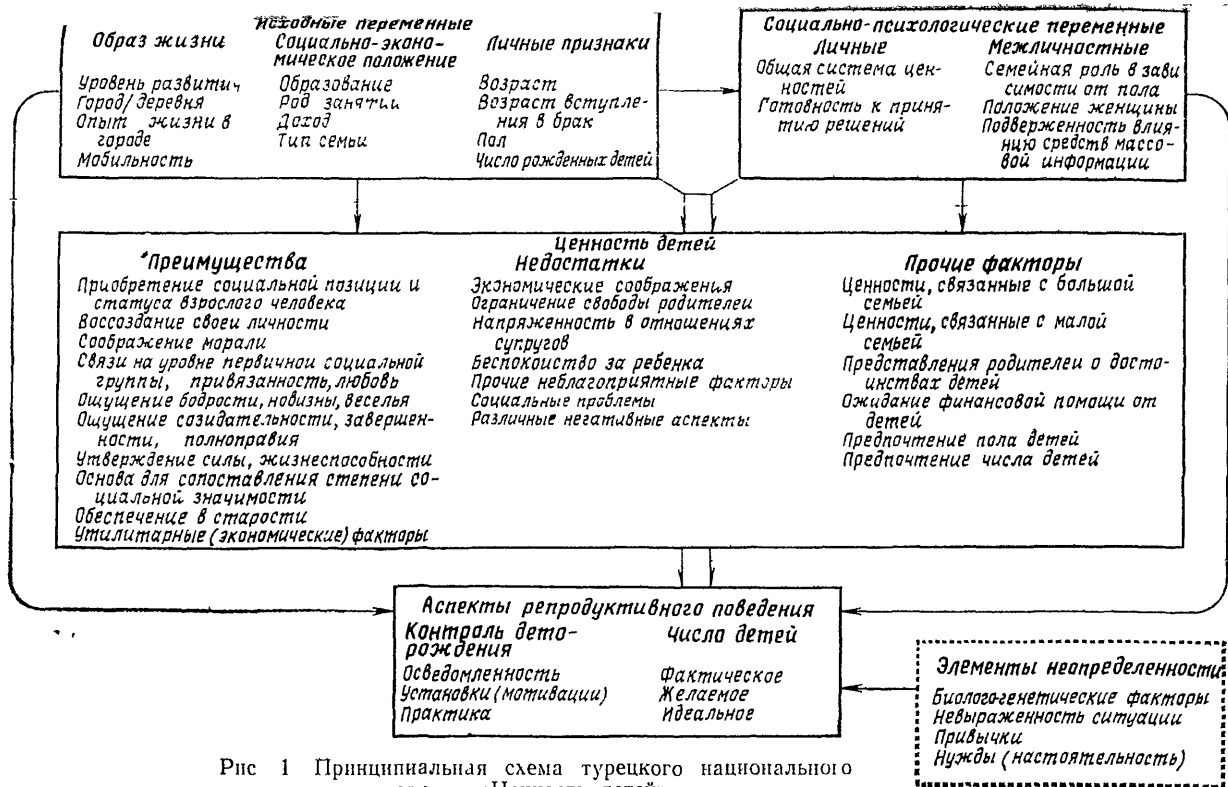 Исходные переменные
Образ жизни
Уровень развития
Город/деревня
Опыт жизни в
городе
Мобильность
Социально-эконо-
мическое положение
Образование
Род занятии
Доход
Тип семьи
Личные признаки
Возраст
Возраст вступле-
ния в брак
Пол
Число рожденных детей
Социально-психологические переменные
Личные
Общая система цен-
ностей
Готовность к приня-
тию решений
Межличностные
Семейная роль в зави
симости от пола
Положение женщины
Подверженность влия-
нию средств массо-
вой информации
Ценность детей
Преимущества
Приобретение социальной позиции и
статуса взрослого человека
Воссоздание своеи личности
Соображение морали
Связи на уровне первичнои социальной
группы, привязанность, любовь
Ощущение бодрости, новизны, веселья
Ощущение созидательности, завершен-
ности, полноправия
Утверждение силы, жизнеспособности
Основа для сопоставления степени со-
циальной значимости
Обеспечение в старости
Утилитарные (экономические) факторы
Недостатки
Экономические соображения
Ограничение свободы родителеи
Напряженность в отношениях
супругов
Беспокоиство за ребенка
Прочие неблагоприятные факторы
Социальные проблемы
Различные негативные аспекты
Прочие факторы
Ценности, связанные с большой
семьей
Ценности, связанные с малой
семьей
Представления родителеи о досто-
инствах детей
Ожидание финансовой помощи от
детей
Предпочтение пола детей
Предпочтение числа детей
Аспекты репродуктивного поведения
Контроль дето-
рождения
Осведомленность
Установки (мотивации)
Практика
Число детей
Фактическое
Желаемое
Идеальное
Элементы неопределенности
Биолого-генетические факторы
Невыраженность ситуации
Привычки
Нужды (настоятельность)
Рис 1 Принципиальная схема турецкого национального